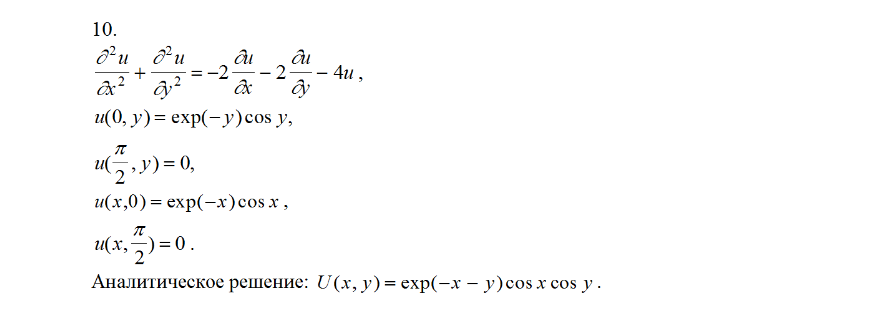 10.
∂²u/∂x² + ∂²u/∂y² = −2 ∂u/∂x − 2 ∂u/∂y − 4u ,
u(0, y) = exp(−y) cos y,
u(π/2, y) = 0,
u(x,0) = exp(−x) cos x ,
u(x, π/2) = 0 .
Аналитическое решение: U(x, y) = exp(−x − y) cos x cos y .